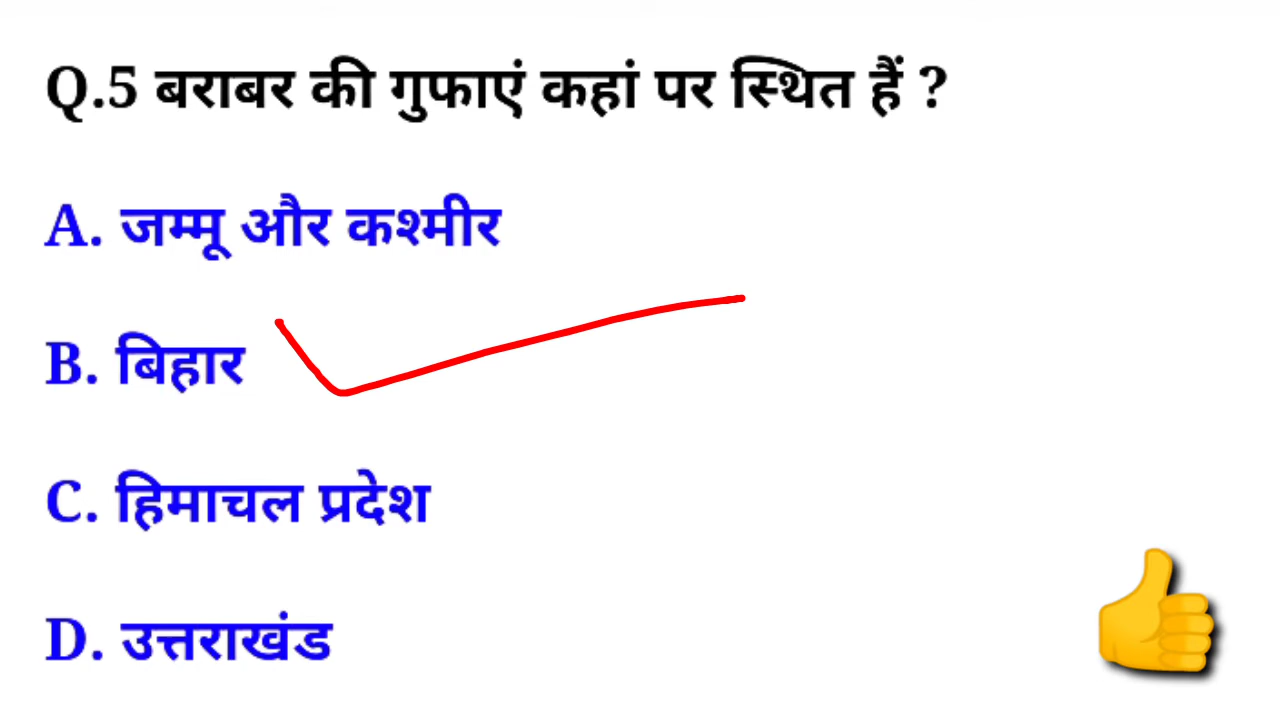 Q.5 बराबर की गुफाएं कहां पर स्थित हैं ?
A. जम्मू और कश्मीर
B. बिहार
C. हिमाचल प्रदेश
D. उत्तराखंड